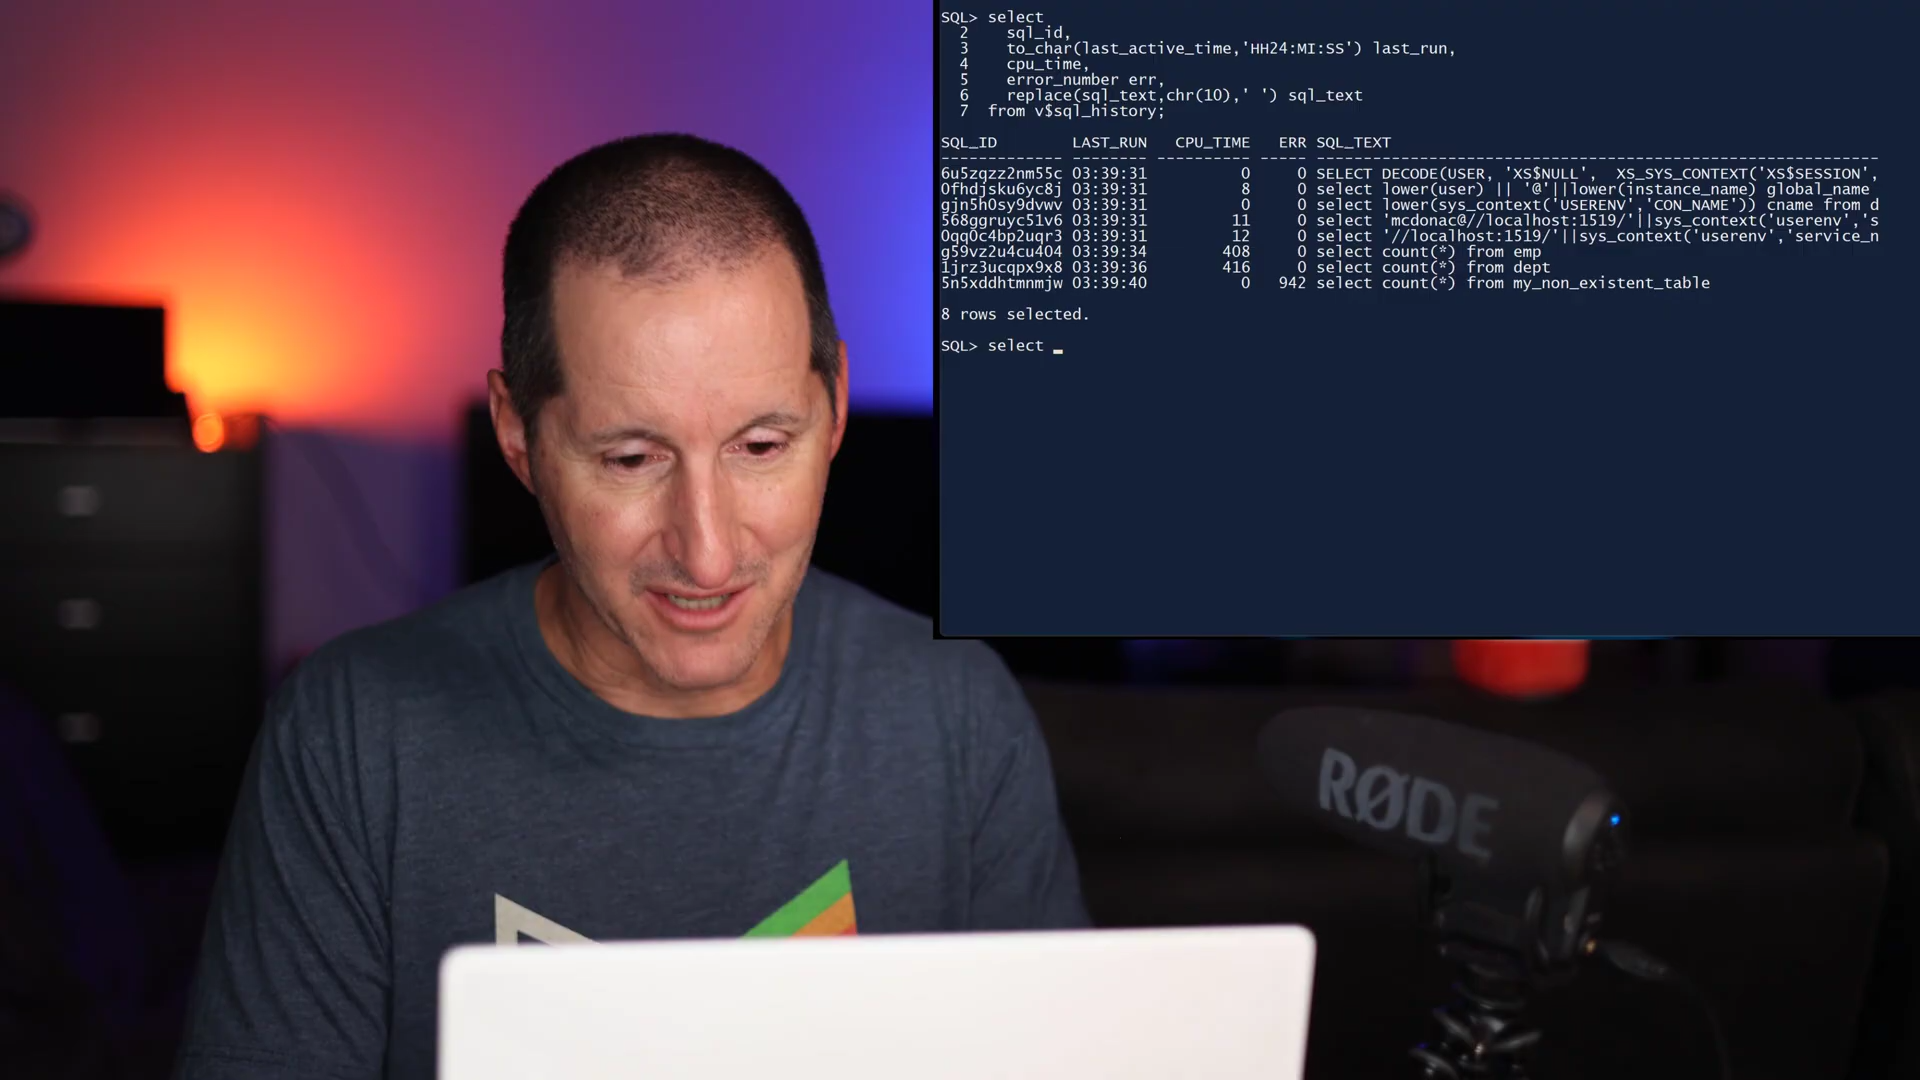 SQL> select
2 sql_id,
3 to_char(last_active_time,'HH24:MI:SS') last_run,
4 cpu_time,
5 error_number err,
6 replace(sql_text,chr(10),' ') sql_text
7 from v$sql_history;
SQL_ID LAST_RUN CPU_TIME ERR SQL_TEXT
------------- -------- ---------- ----- ------------------------------------------------------------
6u5zqzz2nm55c 03:39:31 0 0 SELECT DECODE(USER, 'XS$NULL', XS_SYS_CONTEXT('XS$SESSION',
0fhdjsku6yc8j 03:39:31 8 0 select lower(user) || '@'||lower(instance_name) global_name
gjn5h0sy9dvwv 03:39:31 0 0 select lower(sys_context('USERENV','CON_NAME')) cname from d
568ggruyc51v6 03:39:31 11 0 select 'mcdonac@//localhost:1519/'||sys_context('userenv','s
0qq0c4bp2uqr3 03:39:31 12 0 select '//localhost:1519/'||sys_context('userenv','service_n
g59vz2u4cu404 03:39:34 408 0 select count(*) from emp
1jrz3ucqpx9x8 03:39:36 416 0 select count(*) from dept
5n5xddhtmnmjw 03:39:40 0 942 select count(*) from my_non_existent_table
8 rows selected.
SQL> select _
RØDE